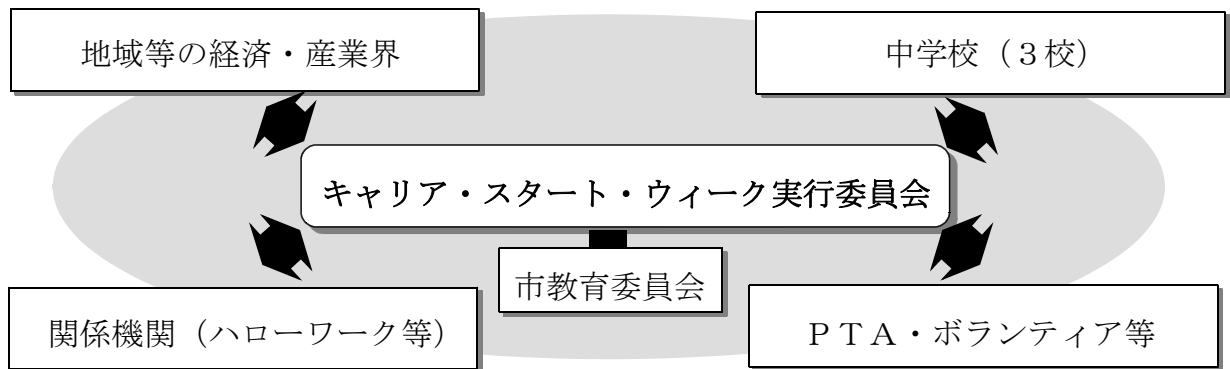 地域等の経済・産業界
中学校（３校）
キャリア・スタート・ウィーク実行委員会
市教育委員会
関係機関（ハローワーク等）
ＰＴＡ・ボランティア等